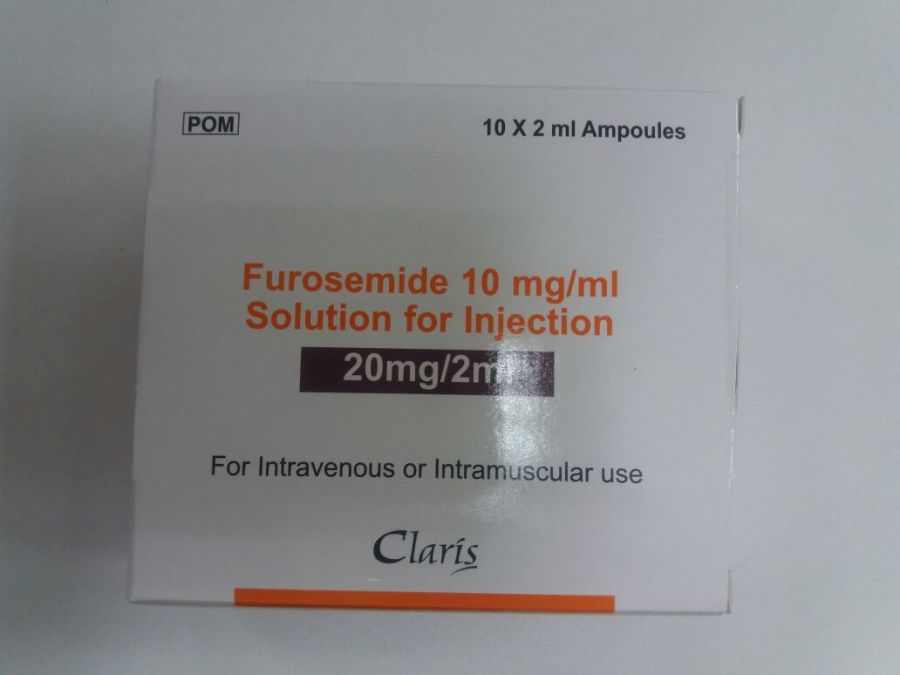 POM
10 X 2 ml Ampoules
Furosemide 10 mg/ml
Solution for Injection
20mg/2ml
For Intravenous or Intramuscular use
Claris